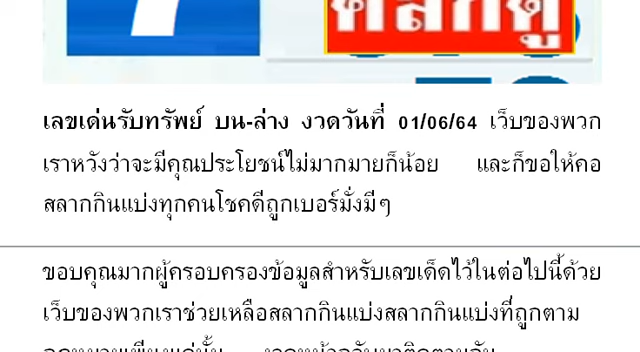 7
เลขเด่นรับทรัพย์ บน-ล่าง งวดวันที่ 01/06/64 เว็บของพวก
เราหวังว่าจะมีคุณประโยชน์ไม่มากมายก็น้อย และก็ขอให้คอ
สลากกินแบ่งทุกคนโชคดีถูกเบอร์มั่งมีๆ
ขอบคุณมากผู้ครอบครองข้อมูลสำหรับเลขเด็ดไว้ในต่อไปนี้ด้วย
เว็บของพวกเราช่วยเหลือสลากกินแบ่งสลากกินแบ่งที่ถูกตาม